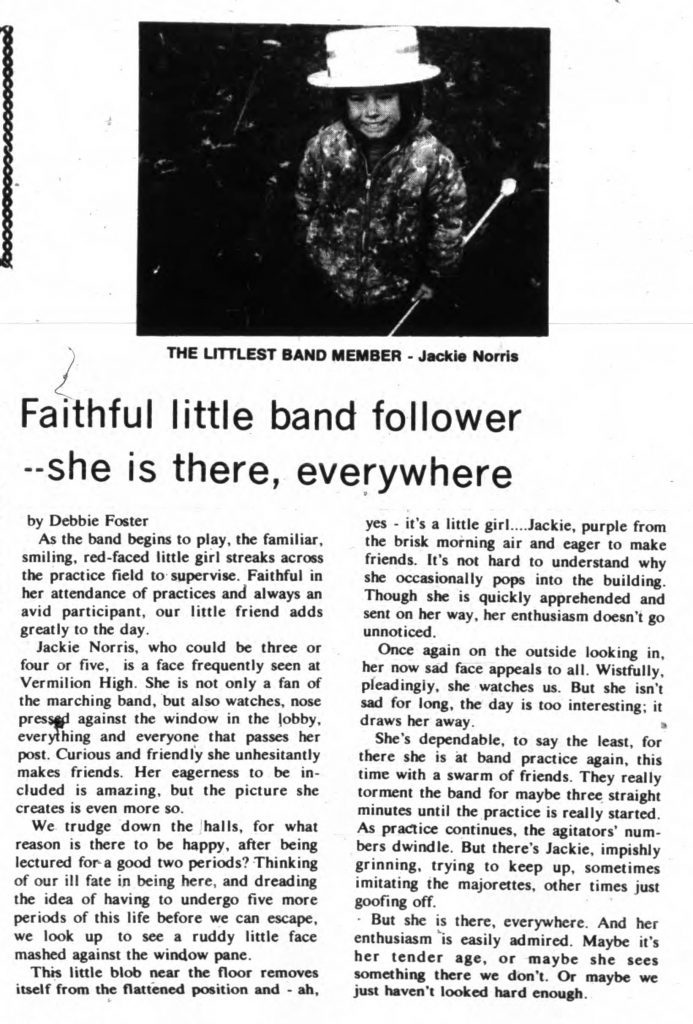 THE LITTLEST BAND MEMBER - Jackie Norris
Faithful little band follower
--she is there, everywhere
by Debbie Foster
As the band begins to play, the familiar,
smiling, red-faced little girl streaks across
the practice field to supervise. Faithful in
her attendance of practices and always an
avid participant, our little friend adds
greatly to the day.
Jackie Norris, who could be three or
four or five, is a face frequently seen at
Vermilion High. She is not only a fan of
the marching band, but also watches, nose
pressed against the window in the lobby,
everything and everyone that passes her
post. Curious and friendly she unhesitantly
makes friends. Her eagerness to be in-
cluded is amazing, but the picture she
creates is even more so.
We trudge down the halls, for what
reason is there to be happy, after being
lectured for a good two periods? Thinking
of our ill fate in being here, and dreading
the idea of having to undergo five more
periods of this life before we can escape,
we look up to see a ruddy little face
mashed against the window pane.
This little blob near the floor removes
itself from the flattened position and - ah,
yes - it's a little girl....Jackie, purple from
the brisk morning air and eager to make
friends. It's not hard to understand why
she occasionally pops into the building.
Though she is quickly apprehended and
sent on her way, her enthusiasm doesn't go
unnoticed.
Once again on the outside looking in,
her now sad face appeals to all. Wistfully,
pleadingly, she watches us. But she isn't
sad for long, the day is too interesting; it
draws her away.
She's dependable, to say the least, for
there she is at band practice again, this
time with a swarm of friends. They really
torment the band for maybe three straight
minutes until the practice is really started.
As practice continues, the agitators' num-
bers dwindle. But there's Jackie, impishly
grinning, trying to keep up, sometimes
imitating the majorettes, other times just
goofing off.
But she is there, everywhere. And her
enthusiasm is easily admired. Maybe it's
her tender age, or maybe she sees
something there we don't. Or maybe we
just haven't looked hard enough.